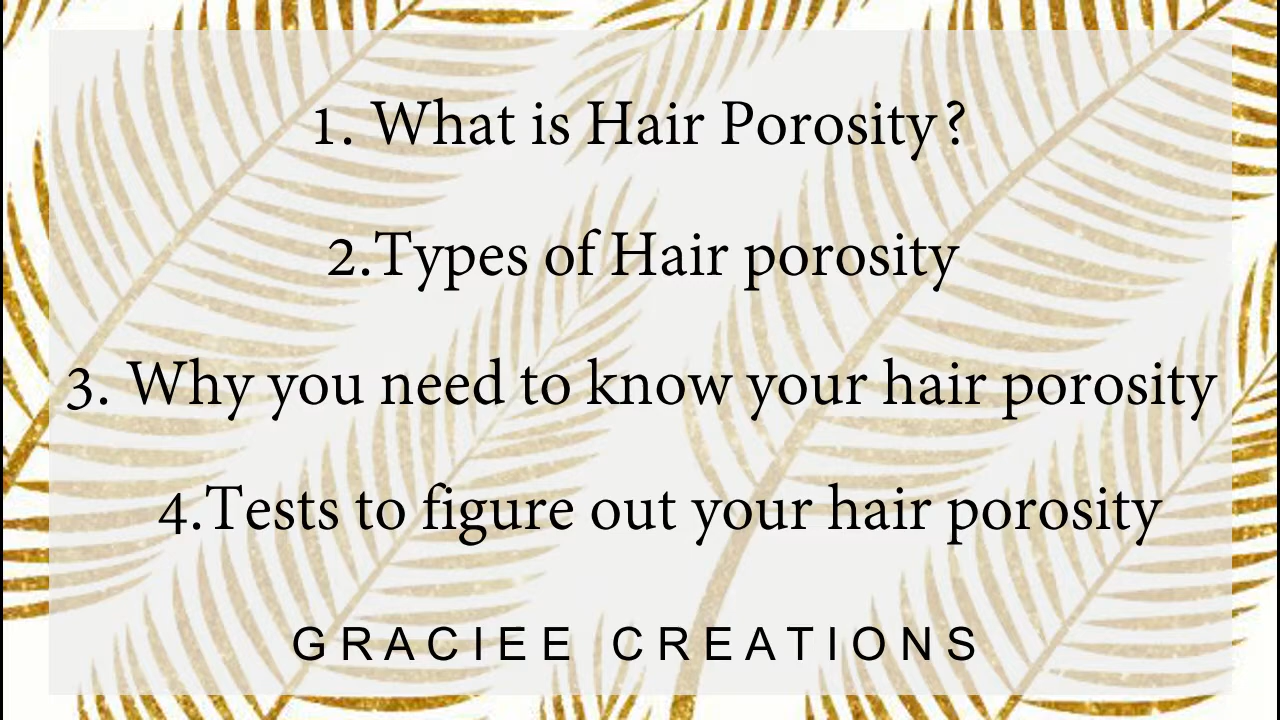 1. What is Hair Porosity?
2.Types of Hair porosity
3. Why you need to know your hair porosity
4.Tests to figure out your hair porosity
GRACIEE CREATIONS